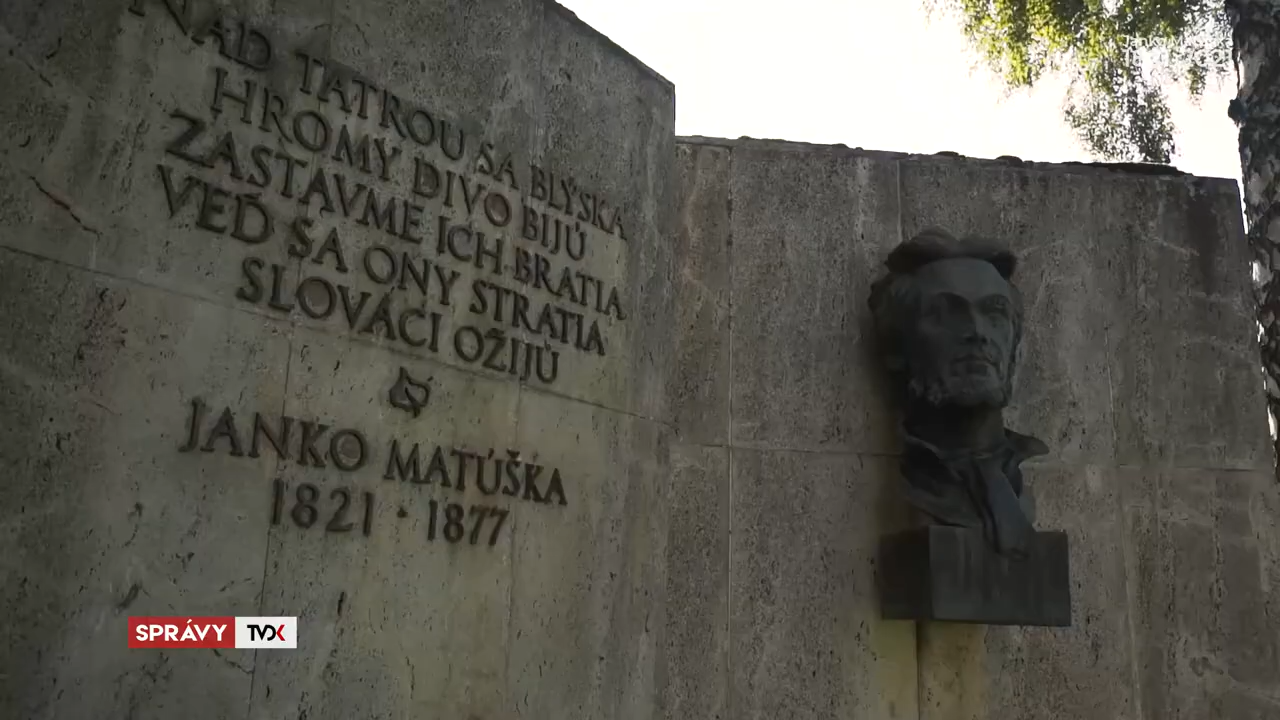 NAD TATROU SA BLÝSKA
HROMY DIVO BIJÚ
ZASTAVME ICH BRATIA
VEĎ SA ONY STRATIA
SLOVÁCI OŽIJÚ
JANKO MATÚŠKA
1821 · 1877
SPRÁVY TVDK